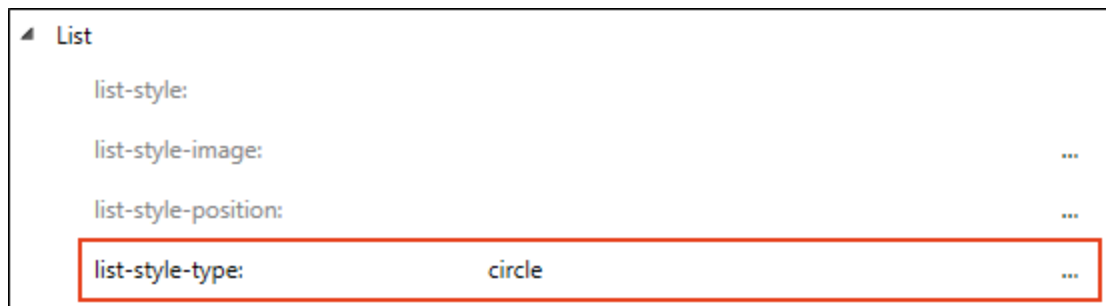 List
list-style:
list-style-image: ...
list-style-position: ...
list-style-type: circle ...